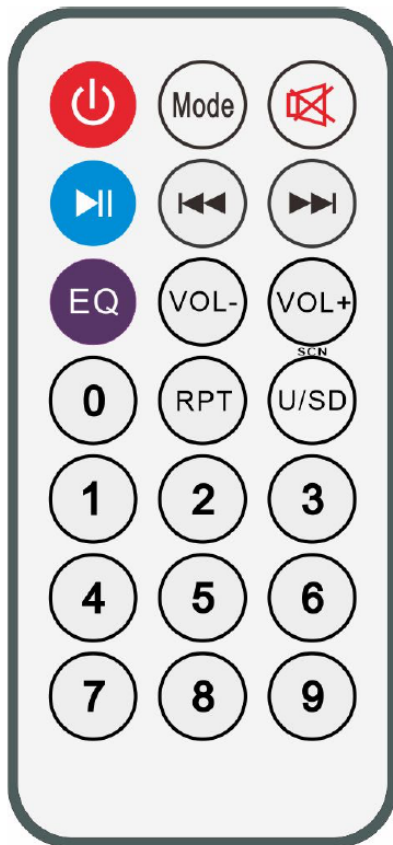 Mode
EQ VOL- VOL+
SCN
0 RPT U/SD
1 2 3
4 5 6
7 8 9